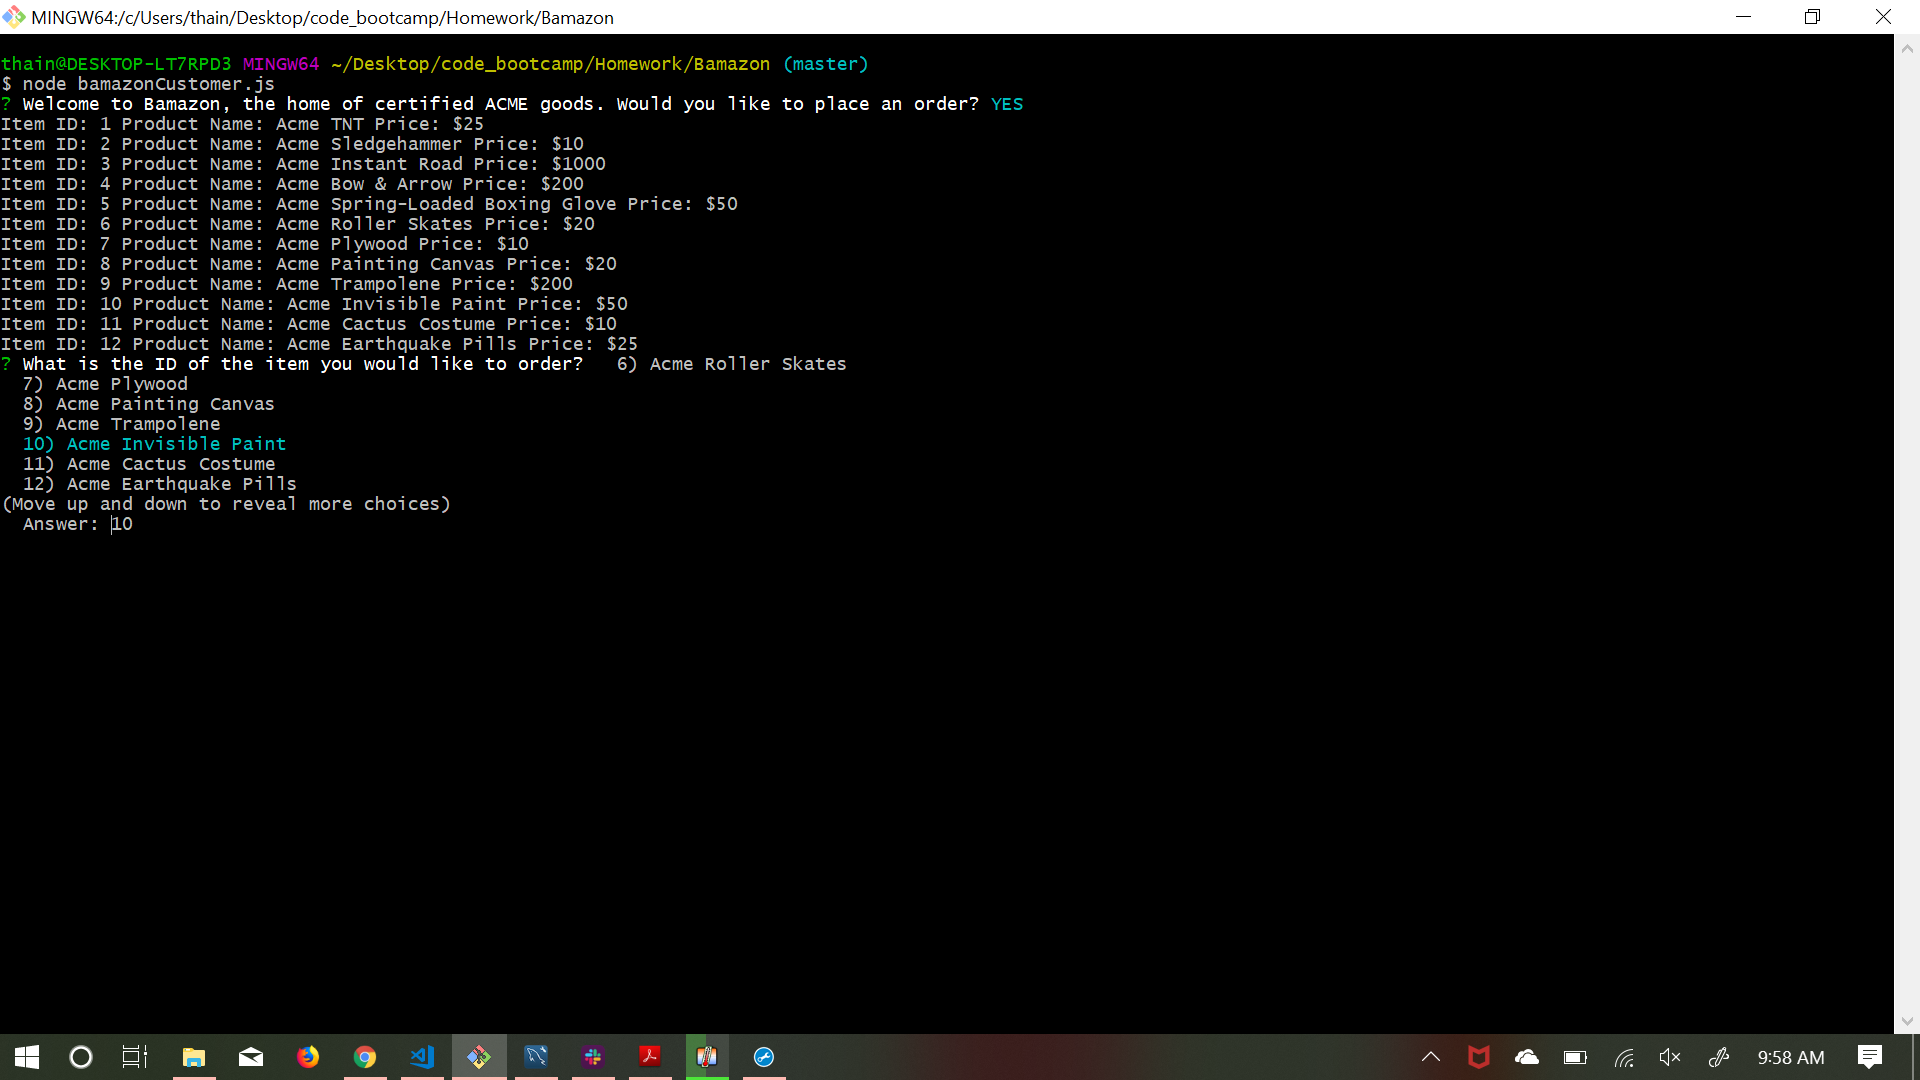 MINGW64:/c/Users/thain/Desktop/code_bootcamp/Homework/Bamazon
thain@DESKTOP-LT7RPD3 MINGW64 ~/Desktop/code_bootcamp/Homework/Bamazon (master)
$ node bamazonCustomer.js
? Welcome to Bamazon, the home of certified ACME goods. Would you like to place an order? YES
Item ID: 1 Product Name: Acme TNT Price: $25
Item ID: 2 Product Name: Acme Sledgehammer Price: $10
Item ID: 3 Product Name: Acme Instant Road Price: $1000
Item ID: 4 Product Name: Acme Bow & Arrow Price: $200
Item ID: 5 Product Name: Acme Spring-Loaded Boxing Glove Price: $50
Item ID: 6 Product Name: Acme Roller Skates Price: $20
Item ID: 7 Product Name: Acme Plywood Price: $10
Item ID: 8 Product Name: Acme Painting Canvas Price: $20
Item ID: 9 Product Name: Acme Trampolene Price: $200
Item ID: 10 Product Name: Acme Invisible Paint Price: $50
Item ID: 11 Product Name: Acme Cactus Costume Price: $10
Item ID: 12 Product Name: Acme Earthquake Pills Price: $25
? What is the ID of the item you would like to order?   6) Acme Roller Skates
7) Acme Plywood
8) Acme Painting Canvas
9) Acme Trampolene
10) Acme Invisible Paint
11) Acme Cactus Costume
12) Acme Earthquake Pills
(Move up and down to reveal more choices)
Answer: 10
9:58 AM